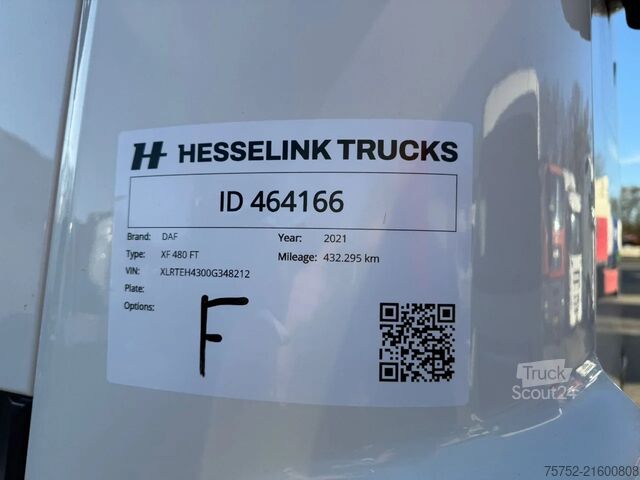 H HESSELINK TRUCKS
ID 464166
Brand: DAF Year: 2021
Type: XF 480 FT Mileage: 432.295 km
VIN: XLRTEH4300G348212
Plate:
Options:
F
Truck
Scout24
75752-21600808